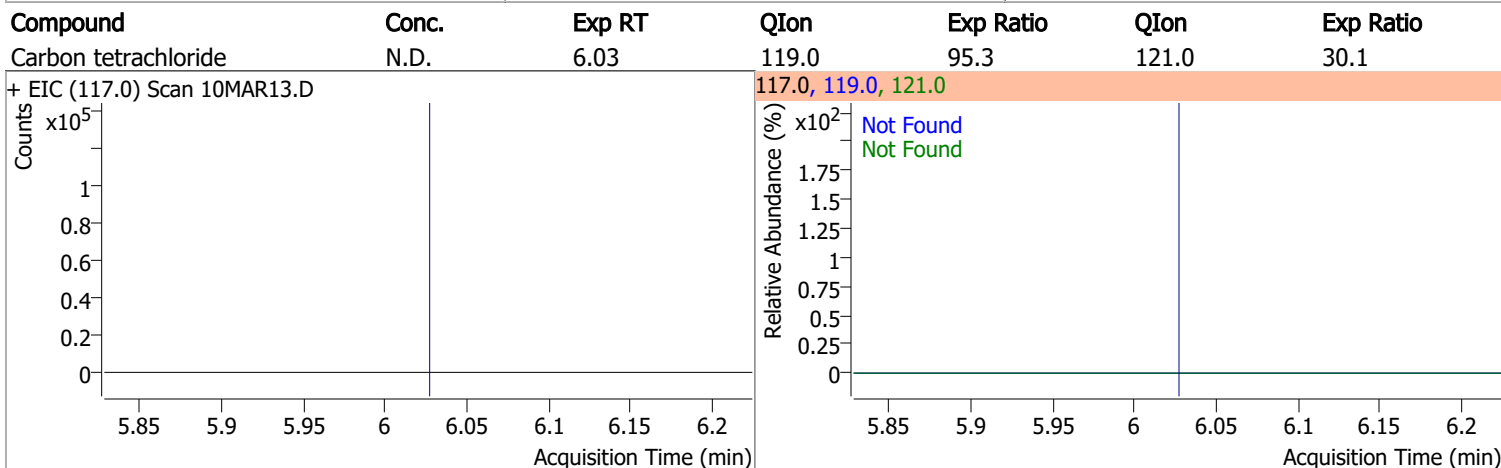 Compound Conc. Exp RT QIon Exp Ratio QIon Exp Ratio
Carbon tetrachloride N.D. 6.03 119.0 95.3 121.0 30.1
+ EIC (117.0) Scan 10MAR13.D
Counts
x10⁵
1
0.8
0.6
0.4
0.2
0
5.85 5.9 5.95 6 6.05 6.1 6.15 6.2
Acquisition Time (min)
117.0, 119.0, 121.0
Relative Abundance (%)
x10²
Not Found
Not Found
1.75
1.5
1.25
1
0.75
0.5
0.25
0
5.85 5.9 5.95 6 6.05 6.1 6.15 6.2
Acquisition Time (min)